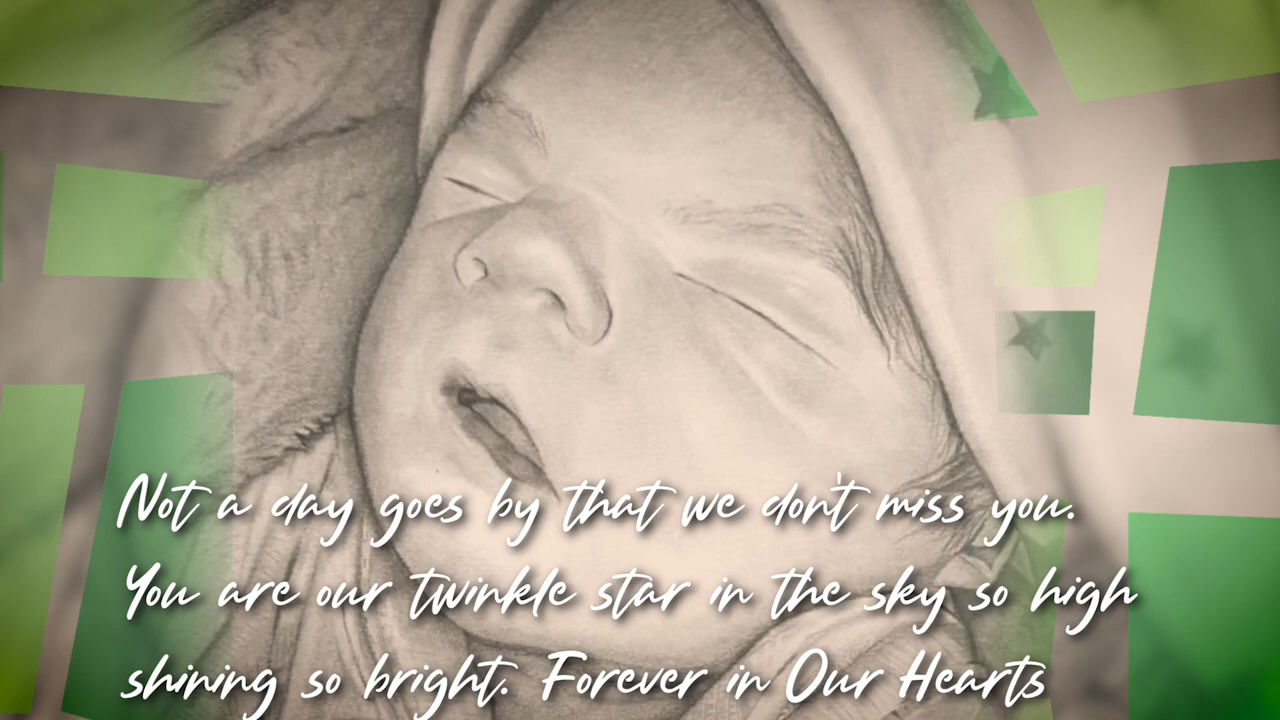 Not a day goes by that we don't miss you.
You are our twinkle star in the sky so high
shining so bright. Forever in Our Hearts